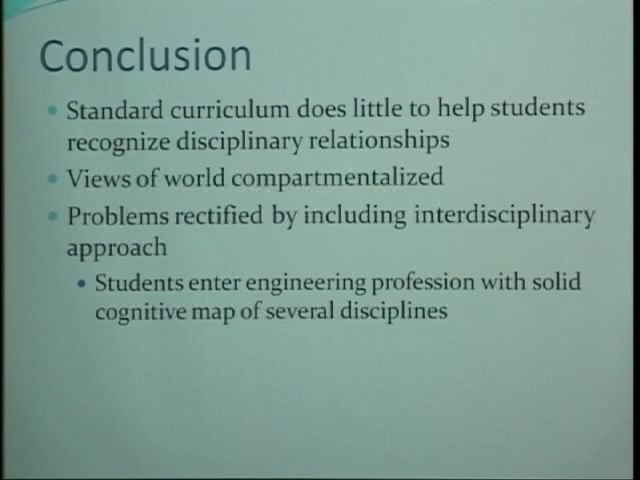 Conclusion
Standard curriculum does little to help students
recognize disciplinary relationships
Views of world compartmentalized
Problems rectified by including interdisciplinary
approach
Students enter engineering profession with solid
cognitive map of several disciplines